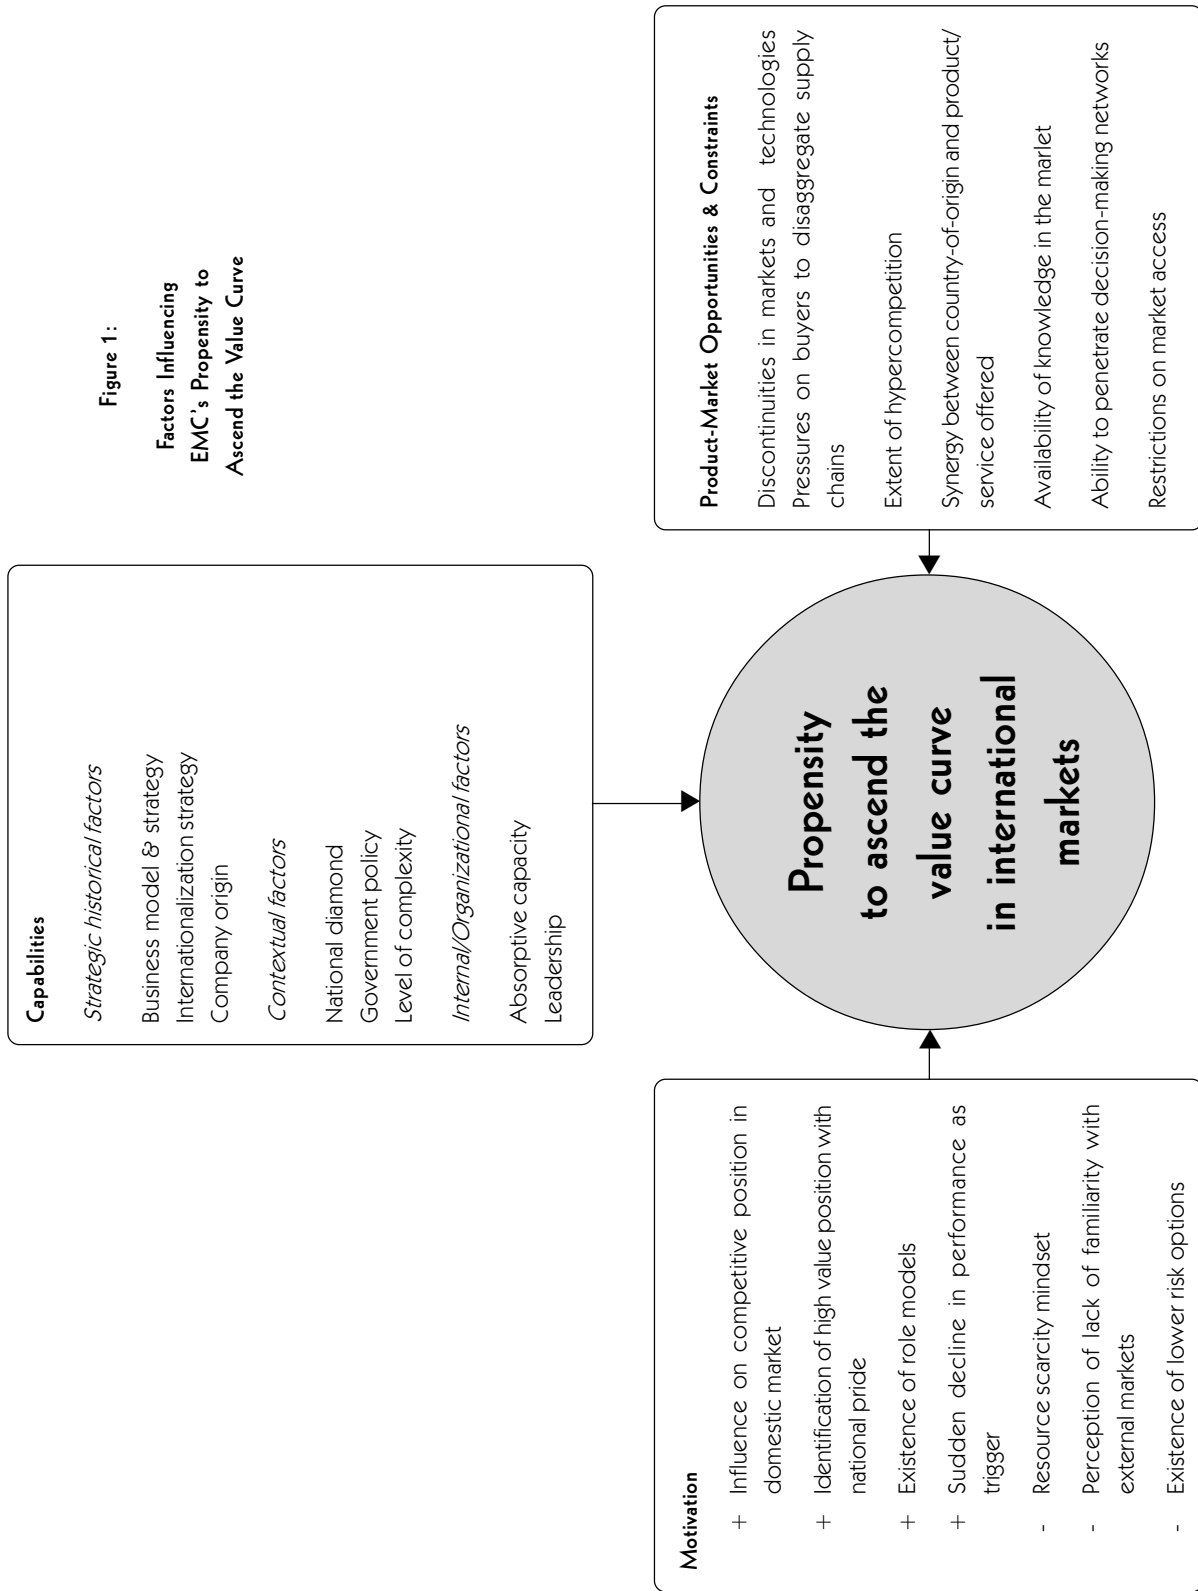 Figure 1:
Factors Influencing
EMC's Propensity to
Ascend the Value Curve
Capabilities
Strategic historical factors
Business model & strategy
Internationalization strategy
Company origin
Contextual factors
National diamond
Government policy
Level of complexity
Internal/Organizational factors
Absorptive capacity
Leadership
Motivation
+ Influence on competitive position in
domestic market
+ Identification of high value position with
national pride
+ Existence of role models
+ Sudden decline in performance as
trigger
- Resource scarcity mindset
- Perception of lack of familiarity with
external markets
- Existence of lower risk options
Propensity
to ascend the
value curve
in international
markets
Product-Market Opportunities & Constraints
Discontinuities in markets and technologies
Pressures on buyers to disaggregate supply
chains
Extent of hypercompetition
Synergy between country-of-origin and product/
service offered
Availability of knowledge in the marlet
Ability to penetrate decision-making networks
Restrictions on market access